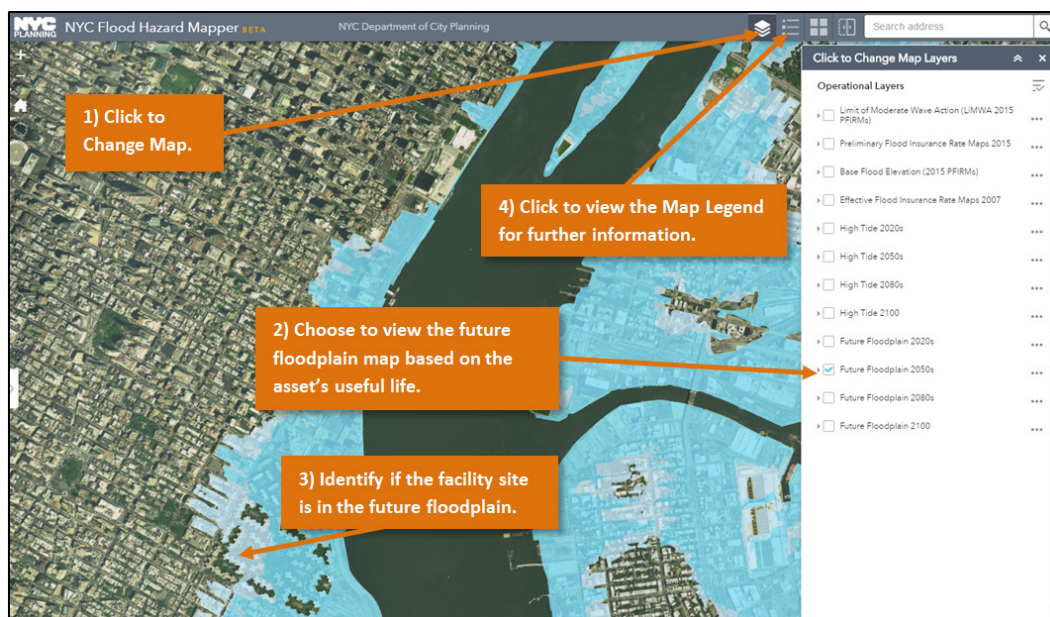 NYC
PLANNING
NYC Flood Hazard Mapper BETA
NYC Department of City Planning
Search address
Click to Change Map Layers
Operational Layers
Limit of Moderate Wave Action (LiMWA 2015
PFIRMs)
Preliminary Flood Insurance Rate Maps 2015
Base Flood Elevation (2015 PFIRMs)
Effective Flood Insurance Rate Maps 2007
High Tide 2020s
High Tide 2050s
High Tide 2080s
High Tide 2100
Future Floodplain 2020s
Future Floodplain 2050s
Future Floodplain 2080s
Future Floodplain 2100
1) Click to
Change Map.
4) Click to view the Map Legend
for further information.
2) Choose to view the future
floodplain map based on the
asset's useful life.
3) Identify if the facility site
is in the future floodplain.